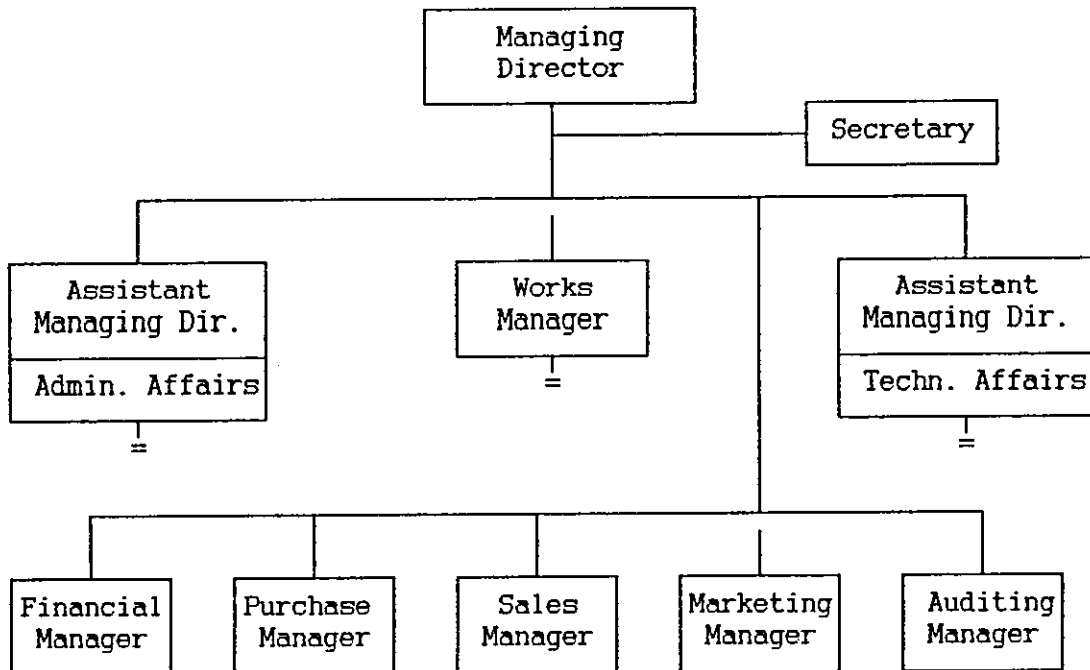 Managing
Director
Secretary
Assistant
Managing Dir.
Admin. Affairs
Works
Manager
Assistant
Managing Dir.
Techn. Affairs
Financial
Manager
Purchase
Manager
Sales
Manager
Marketing
Manager
Auditing
Manager